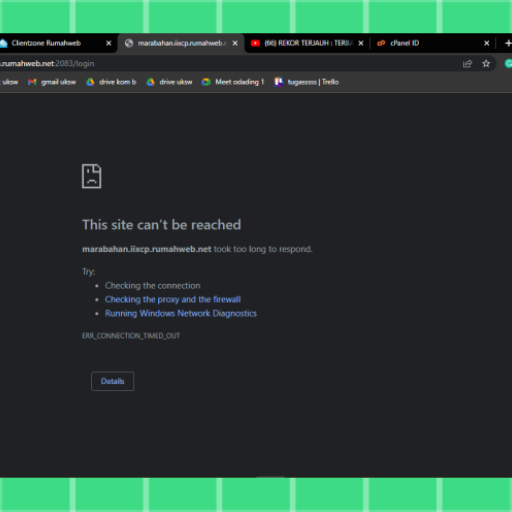 Clientzone Rumahweb
marabahan.iixcp.rumahweb.
(66) REKOR TERJAUH : TERB
cPanel ID
.rumahweb.net:2083/login
uksw
gmail uksw
drive kom b
drive uksw
Meet odading 1
tugasssss | Trello
This site can't be reached
marabahan.iixcp.rumahweb.net took too long to respond.
Try:
• Checking the connection
• Checking the proxy and the firewall
• Running Windows Network Diagnostics
ERR_CONNECTION_TIMED_OUT
Details